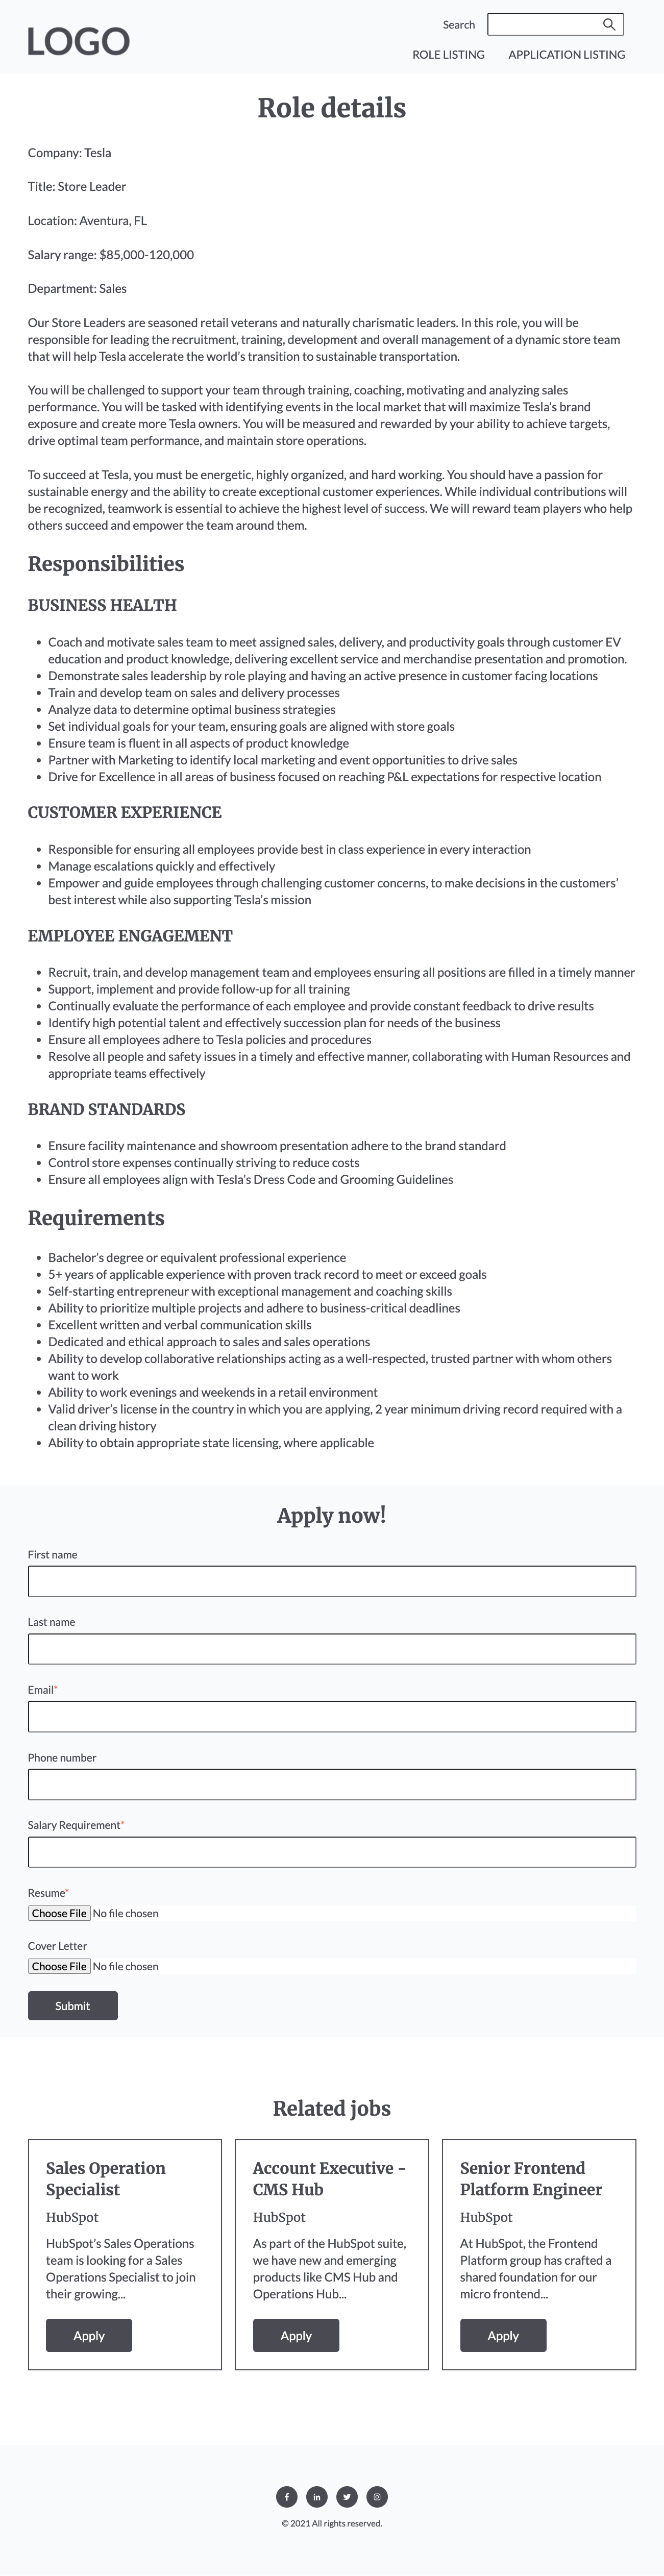 LOGO
Search
ROLE LISTING APPLICATION LISTING
Role details
Company: Tesla
Title: Store Leader
Location: Aventura, FL
Salary range: $85,000-120,000
Department: Sales
Our Store Leaders are seasoned retail veterans and naturally charismatic leaders. In this role, you will be
responsible for leading the recruitment, training, development and overall management of a dynamic store team
that will help Tesla accelerate the world's transition to sustainable transportation.
You will be challenged to support your team through training, coaching, motivating and analyzing sales
performance. You will be tasked with identifying events in the local market that will maximize Tesla's brand
exposure and create more Tesla owners. You will be measured and rewarded by your ability to achieve targets,
drive optimal team performance, and maintain store operations.
To succeed at Tesla, you must be energetic, highly organized, and hard working. You should have a passion for
sustainable energy and the ability to create exceptional customer experiences. While individual contributions will
be recognized, teamwork is essential to achieve the highest level of success. We will reward team players who help
others succeed and empower the team around them.
Responsibilities
BUSINESS HEALTH
• Coach and motivate sales team to meet assigned sales, delivery, and productivity goals through customer EV
education and product knowledge, delivering excellent service and merchandise presentation and promotion.
• Demonstrate sales leadership by role playing and having an active presence in customer facing locations
• Train and develop team on sales and delivery processes
• Analyze data to determine optimal business strategies
• Set individual goals for your team, ensuring goals are aligned with store goals
• Ensure team is fluent in all aspects of product knowledge
• Partner with Marketing to identify local marketing and event opportunities to drive sales
• Drive for Excellence in all areas of business focused on reaching P&L expectations for respective location
CUSTOMER EXPERIENCE
• Responsible for ensuring all employees provide best in class experience in every interaction
• Manage escalations quickly and effectively
• Empower and guide employees through challenging customer concerns, to make decisions in the customers'
best interest while also supporting Tesla's mission
EMPLOYEE ENGAGEMENT
• Recruit, train, and develop management team and employees ensuring all positions are filled in a timely manner
• Support, implement and provide follow-up for all training
• Continually evaluate the performance of each employee and provide constant feedback to drive results
• Identify high potential talent and effectively succession plan for needs of the business
• Ensure all employees adhere to Tesla policies and procedures
• Resolve all people and safety issues in a timely and effective manner, collaborating with Human Resources and
appropriate teams effectively
BRAND STANDARDS
• Ensure facility maintenance and showroom presentation adhere to the brand standard
• Control store expenses continually striving to reduce costs
• Ensure all employees align with Tesla's Dress Code and Grooming Guidelines
Requirements
• Bachelor's degree or equivalent professional experience
• 5+ years of applicable experience with proven track record to meet or exceed goals
• Self-starting entrepreneur with exceptional management and coaching skills
• Ability to prioritize multiple projects and adhere to business-critical deadlines
• Excellent written and verbal communication skills
• Dedicated and ethical approach to sales and sales operations
• Ability to develop collaborative relationships acting as a well-respected, trusted partner with whom others
want to work
• Ability to work evenings and weekends in a retail environment
• Valid driver's license in the country in which you are applying, 2 year minimum driving record required with a
clean driving history
• Ability to obtain appropriate state licensing, where applicable
Apply now!
First name
Last name
Email*
Phone number
Salary Requirement*
Resume*
Choose File No file chosen
Cover Letter
Choose File No file chosen
Submit
Related jobs
Sales Operation
Specialist
HubSpot
HubSpot's Sales Operations
team is looking for a Sales
Operations Specialist to join
their growing...
Apply
Account Executive -
CMS Hub
HubSpot
As part of the HubSpot suite,
we have new and emerging
products like CMS Hub and
Operations Hub...
Apply
Senior Frontend
Platform Engineer
HubSpot
At HubSpot, the Frontend
Platform group has crafted a
shared foundation for our
micro frontend...
Apply
© 2021 All rights reserved.